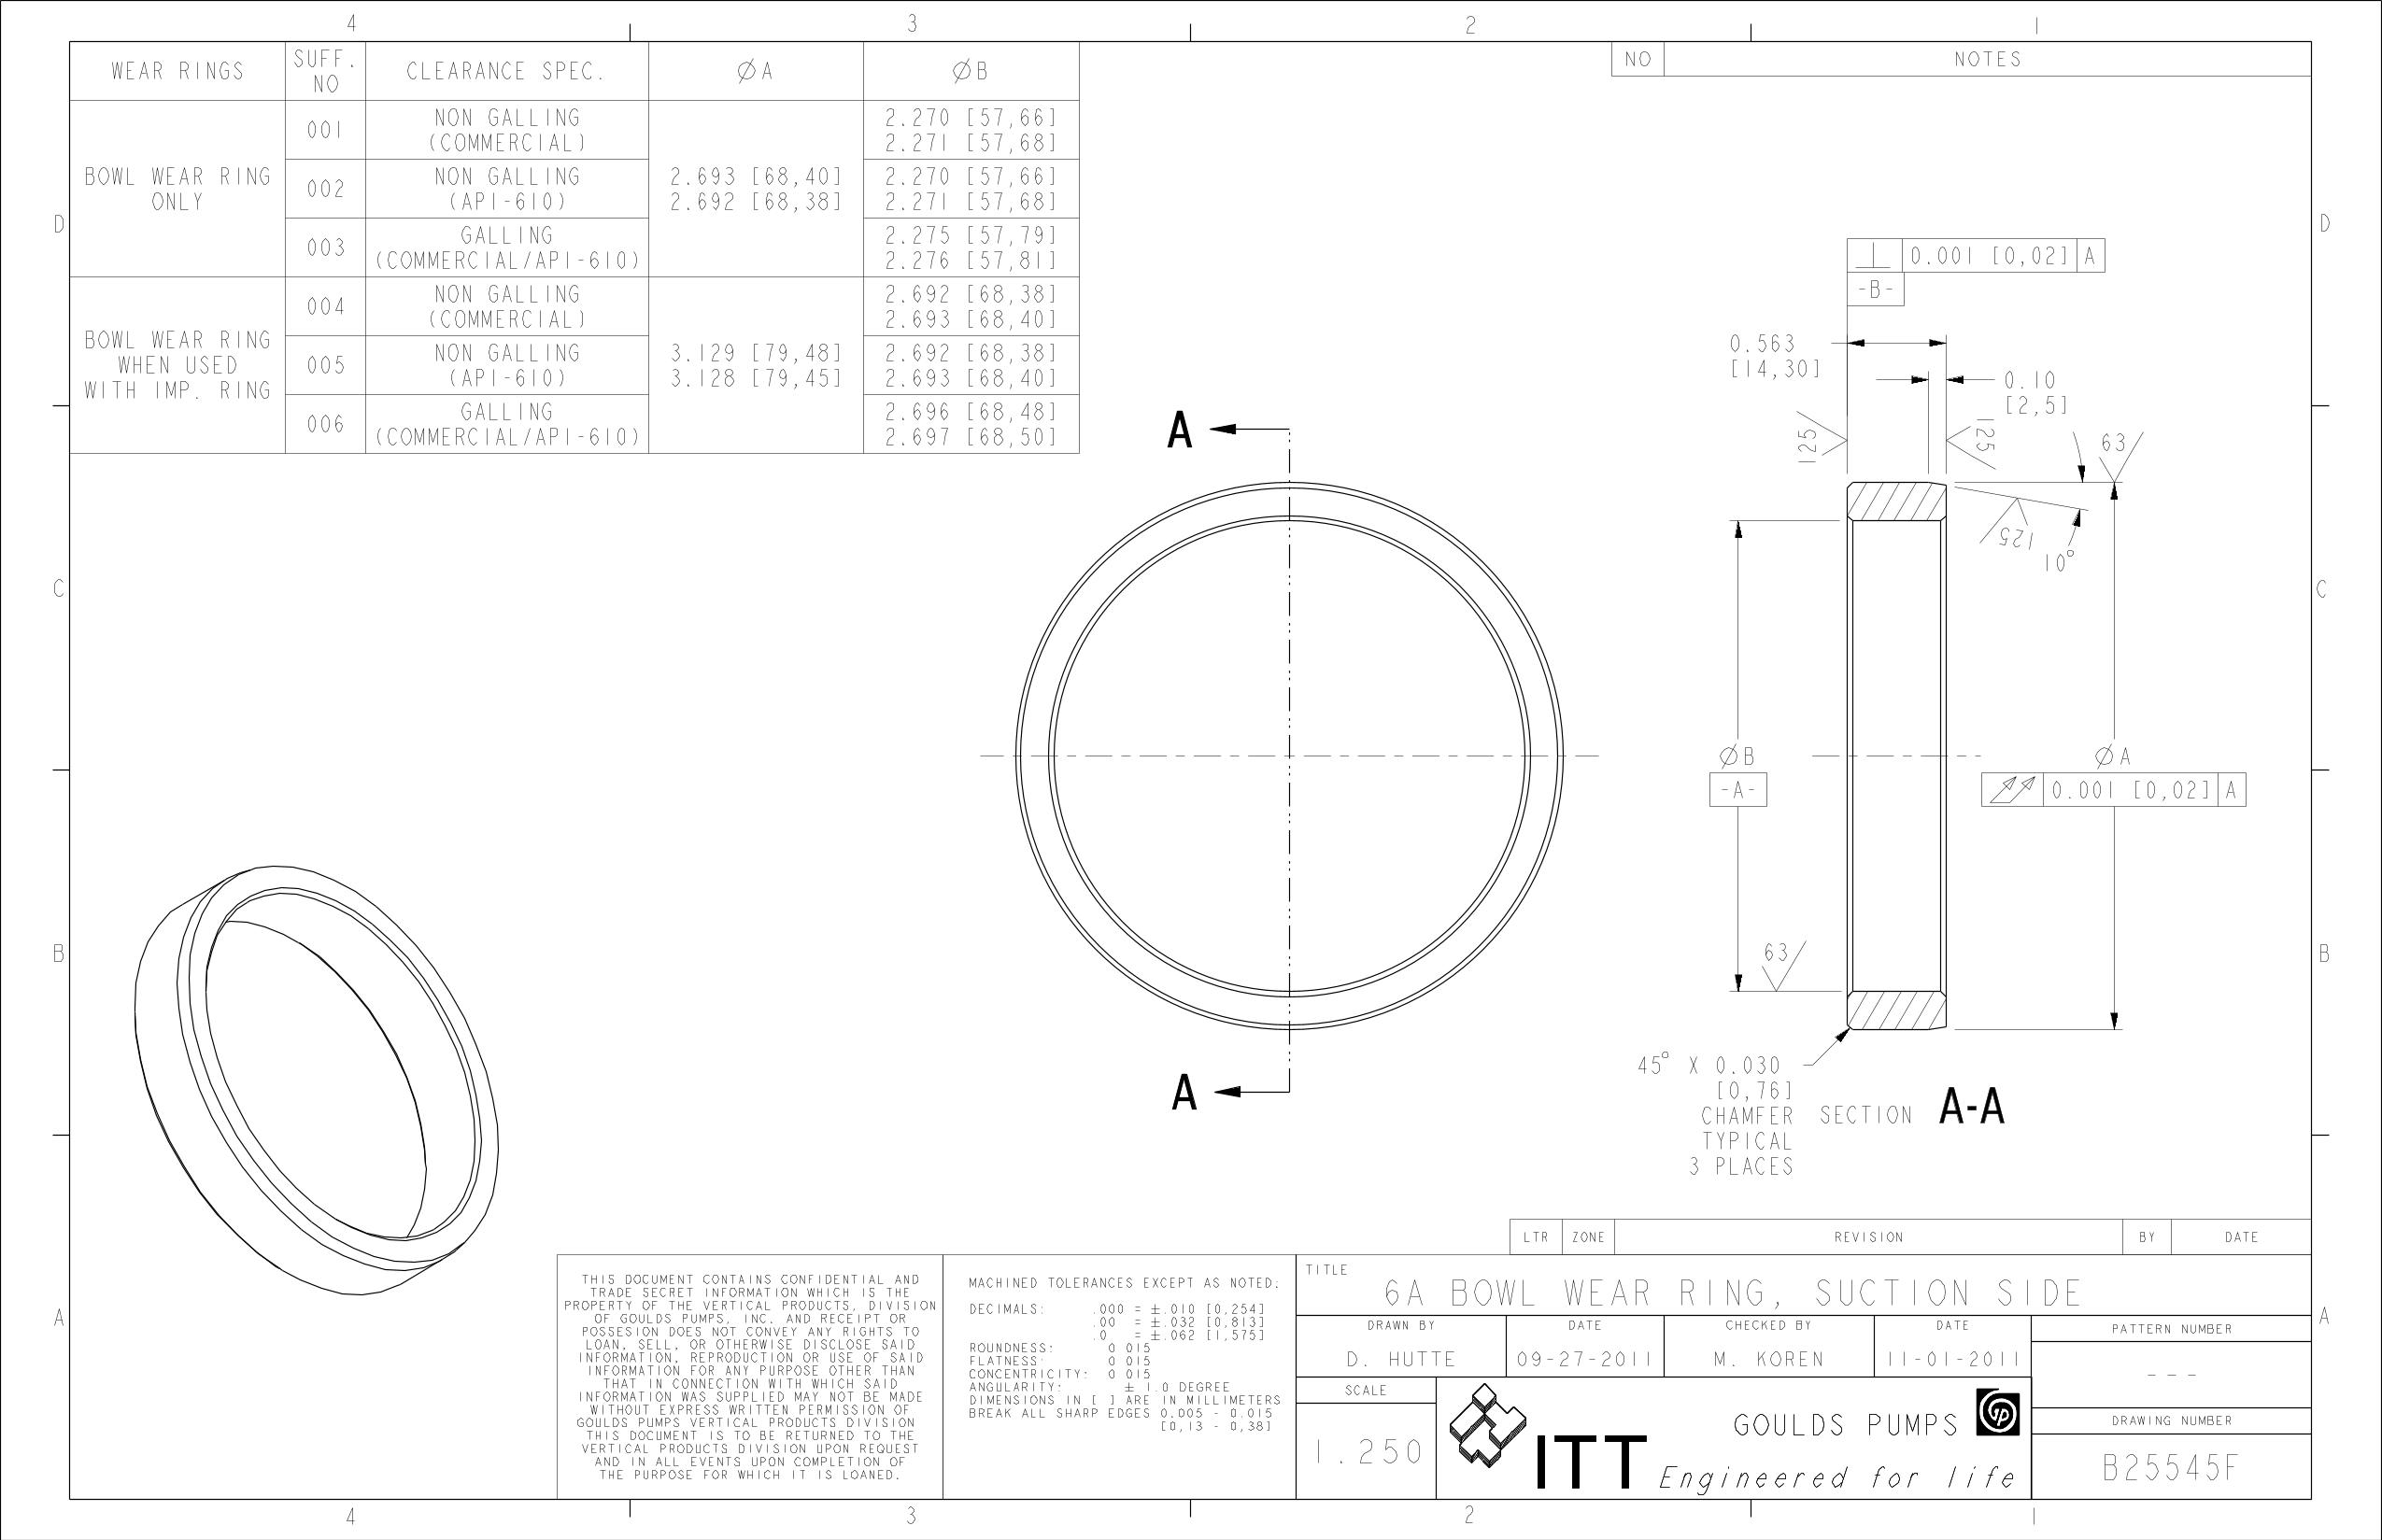 4
3
2
1
WEAR RINGS
SUFF.
NO
CLEARANCE SPEC.
∅A
∅B
BOWL WEAR RING
ONLY
001
NON GALLING
(COMMERCIAL)
2.693 [68,40]
2.692 [68,38]
2.270 [57,66]
2.271 [57,68]
002
NON GALLING
(API-610)
2.270 [57,66]
2.271 [57,68]
003
GALLING
(COMMERCIAL/API-610)
2.275 [57,79]
2.276 [57,81]
BOWL WEAR RING
WHEN USED
WITH IMP. RING
004
NON GALLING
(COMMERCIAL)
3.129 [79,48]
3.128 [79,45]
2.692 [68,38]
2.693 [68,40]
005
NON GALLING
(API-610)
2.692 [68,38]
2.693 [68,40]
006
GALLING
(COMMERCIAL/API-610)
2.696 [68,48]
2.697 [68,50]
NO
NOTES
D
D
C
C
B
B
A
A
A
A
⊥ 0.001 [0,02] A
-B-
0.563
[14,30]
0.10
[2,5]
125
125
63
125
10°
∅B
-A-
∅A
0.001 [0,02] A
63
45° X 0.030
[0,76]
CHAMFER
TYPICAL
3 PLACES
SECTION A-A
LTR
ZONE
REVISION
BY
DATE
THIS DOCUMENT CONTAINS CONFIDENTIAL AND
TRADE SECRET INFORMATION WHICH IS THE
PROPERTY OF THE VERTICAL PRODUCTS, DIVISION
OF GOULDS PUMPS, INC. AND RECEIPT OR
POSSESION DOES NOT CONVEY ANY RIGHTS TO
LOAN, SELL, OR OTHERWISE DISCLOSE SAID
INFORMATION, REPRODUCTION OR USE OF SAID
INFORMATION FOR ANY PURPOSE OTHER THAN
THAT IN CONNECTION WITH WHICH SAID
INFORMATION WAS SUPPLIED MAY NOT BE MADE
WITHOUT EXPRESS WRITTEN PERMISSION OF
GOULDS PUMPS VERTICAL PRODUCTS DIVISION
THIS DOCUMENT IS TO BE RETURNED TO THE
VERTICAL PRODUCTS DIVISION UPON REQUEST
AND IN ALL EVENTS UPON COMPLETION OF
THE PURPOSE FOR WHICH IT IS LOANED.
MACHINED TOLERANCES EXCEPT AS NOTED:
DECIMALS: .000 = ±.010 [0,254]
.00 = ±.032 [0,813]
.0 = ±.062 [1,575]
ROUNDNESS: 0.015
FLATNESS: 0.015
CONCENTRICITY: 0.015
ANGULARITY: ± 1.0 DEGREE
DIMENSIONS IN [ ] ARE IN MILLIMETERS
BREAK ALL SHARP EDGES 0.005 - 0.015
[0,13 - 0,38]
TITLE
6A BOWL WEAR RING, SUCTION SIDE
DRAWN BY
D. HUTTE
DATE
09-27-2011
CHECKED BY
M. KOREN
DATE
11-01-2011
PATTERN NUMBER
---
SCALE
1.250
ITT
GOULDS PUMPS
Engineered for life
DRAWING NUMBER
B25545F
4
3
2
1